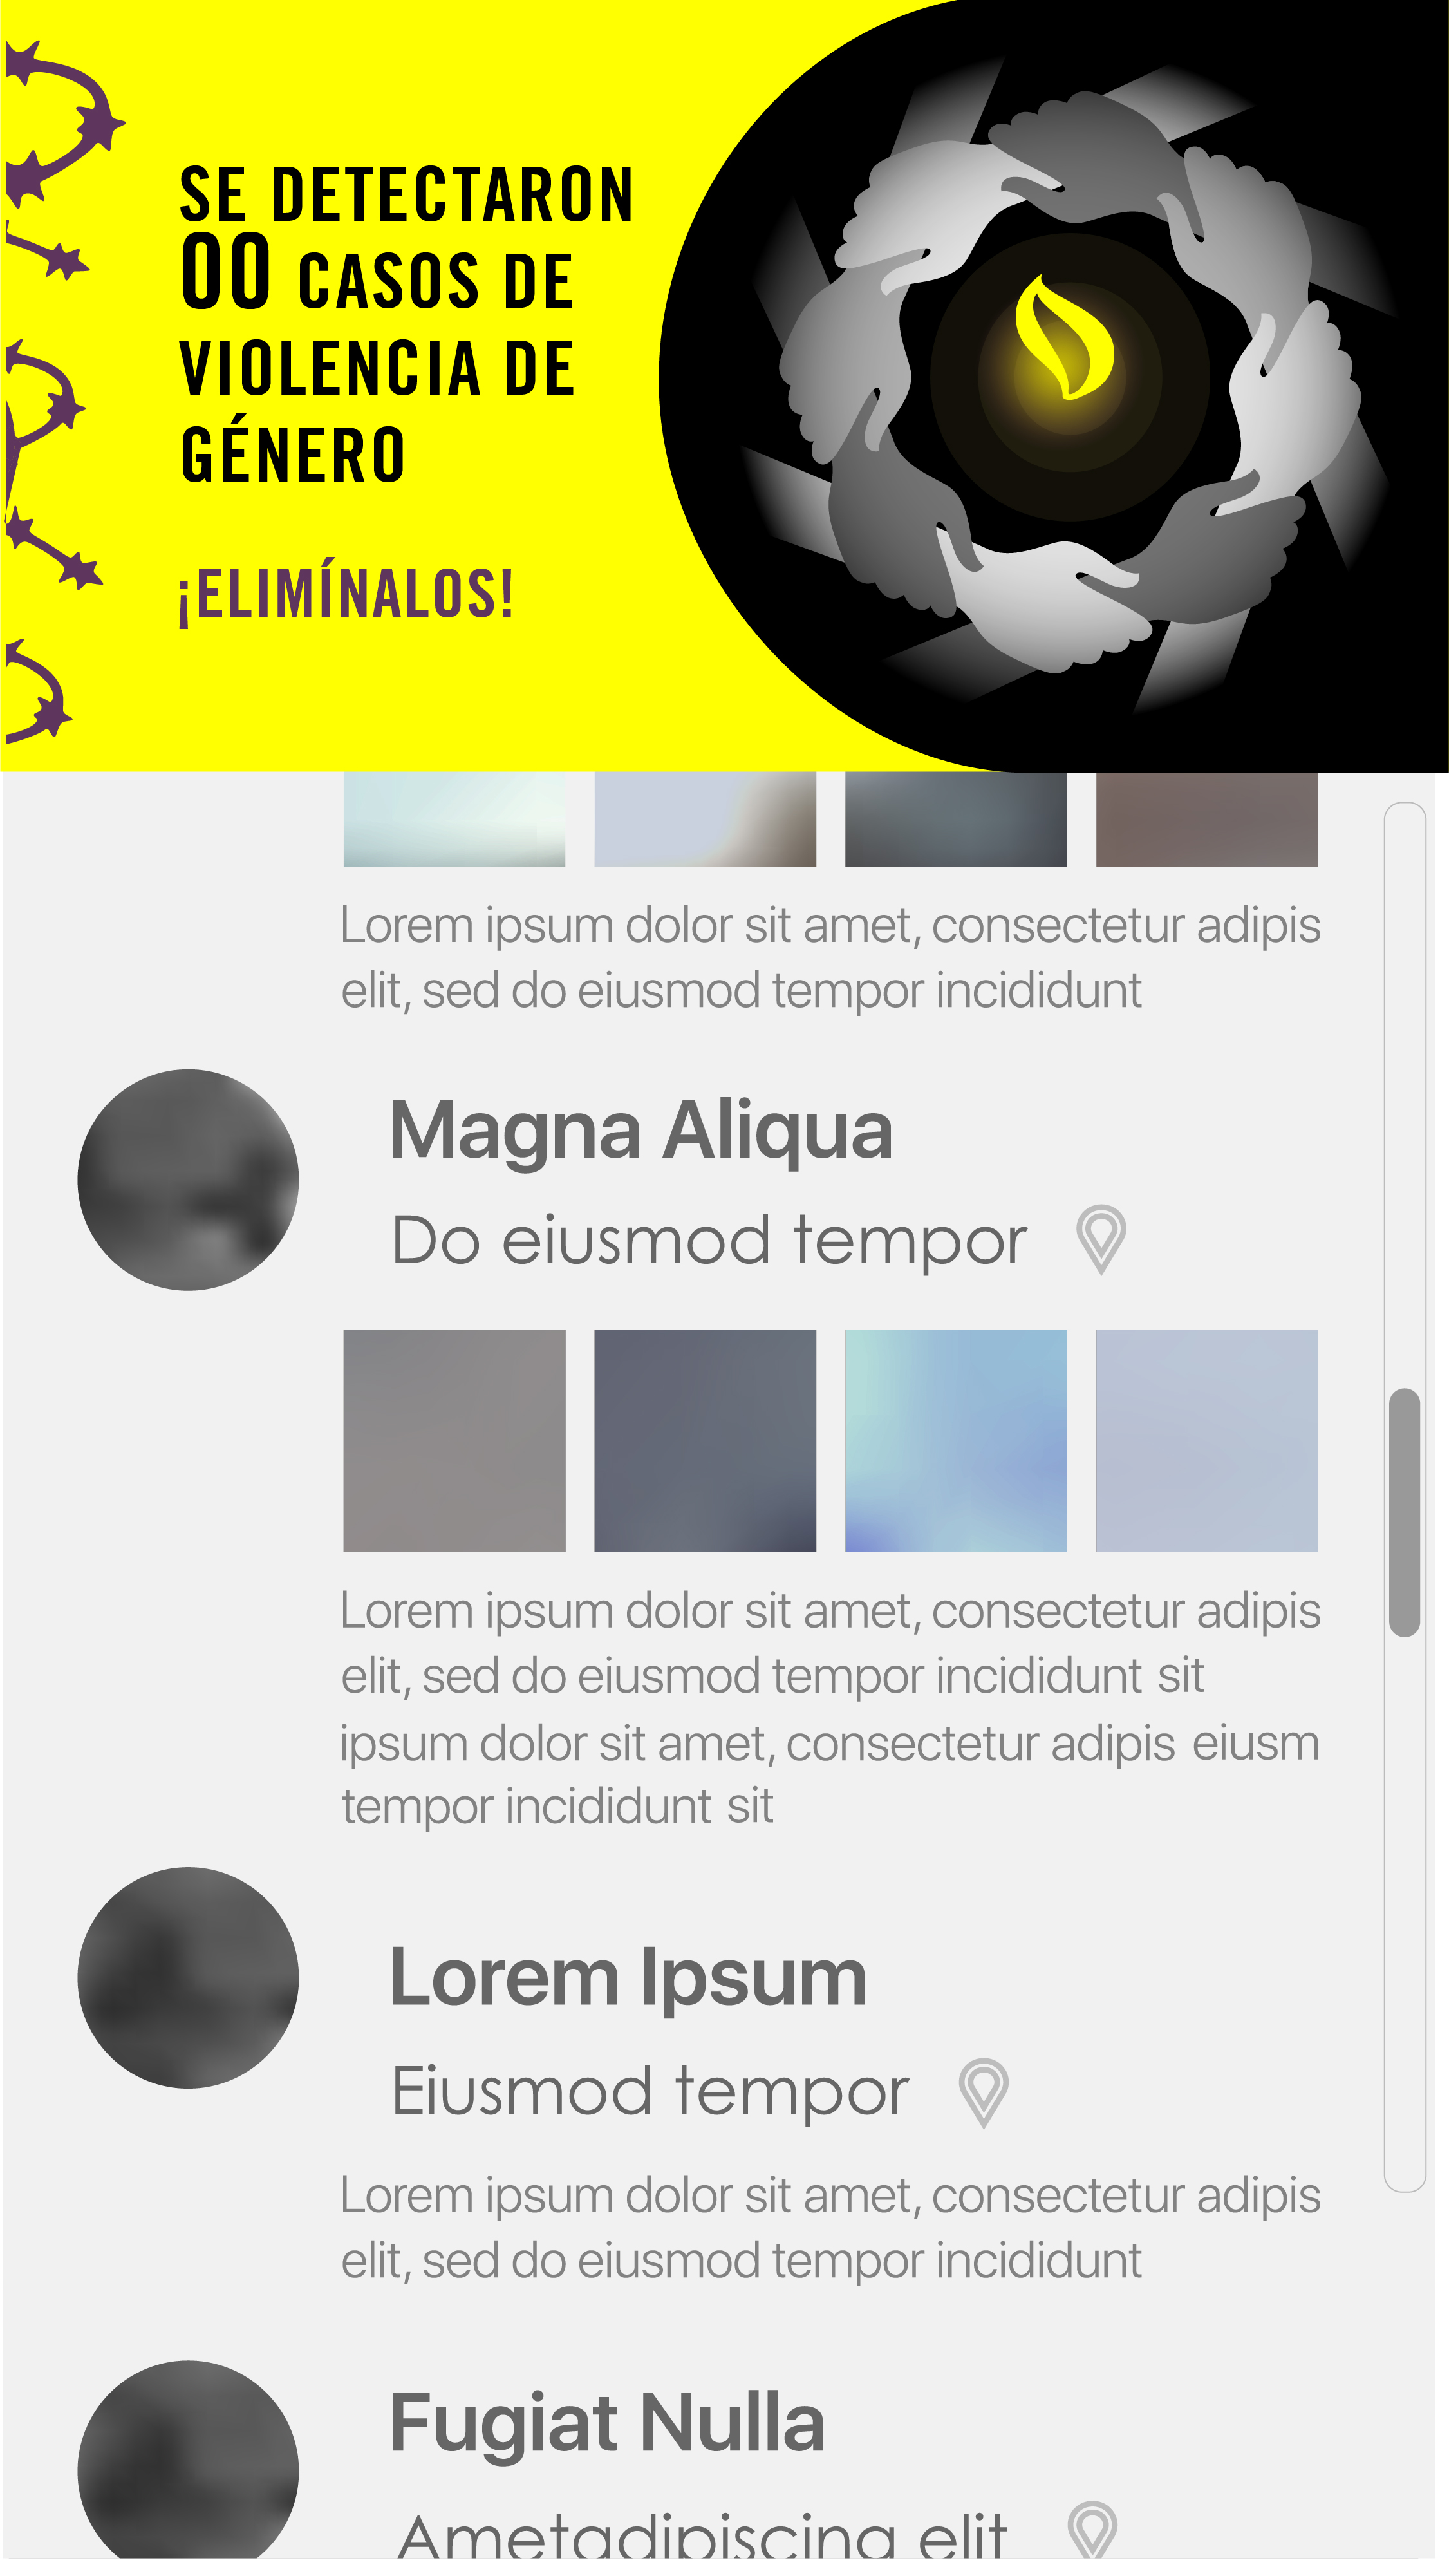 SE DETECTARON
00 CASOS DE
VIOLENCIA DE
GÉNERO
¡ELIMÍNALOS!
Lorem ipsum dolor sit amet, consectetur adipis
elit, sed do eiusmod tempor incididunt
Magna Aliqua
Do eiusmod tempor
Lorem ipsum dolor sit amet, consectetur adipis
elit, sed do eiusmod tempor incididunt sit
ipsum dolor sit amet, consectetur adipis eiusm
tempor incididunt sit
Lorem Ipsum
Eiusmod tempor
Lorem ipsum dolor sit amet, consectetur adipis
elit, sed do eiusmod tempor incididunt
Fugiat Nulla
Ametadipiscing elit